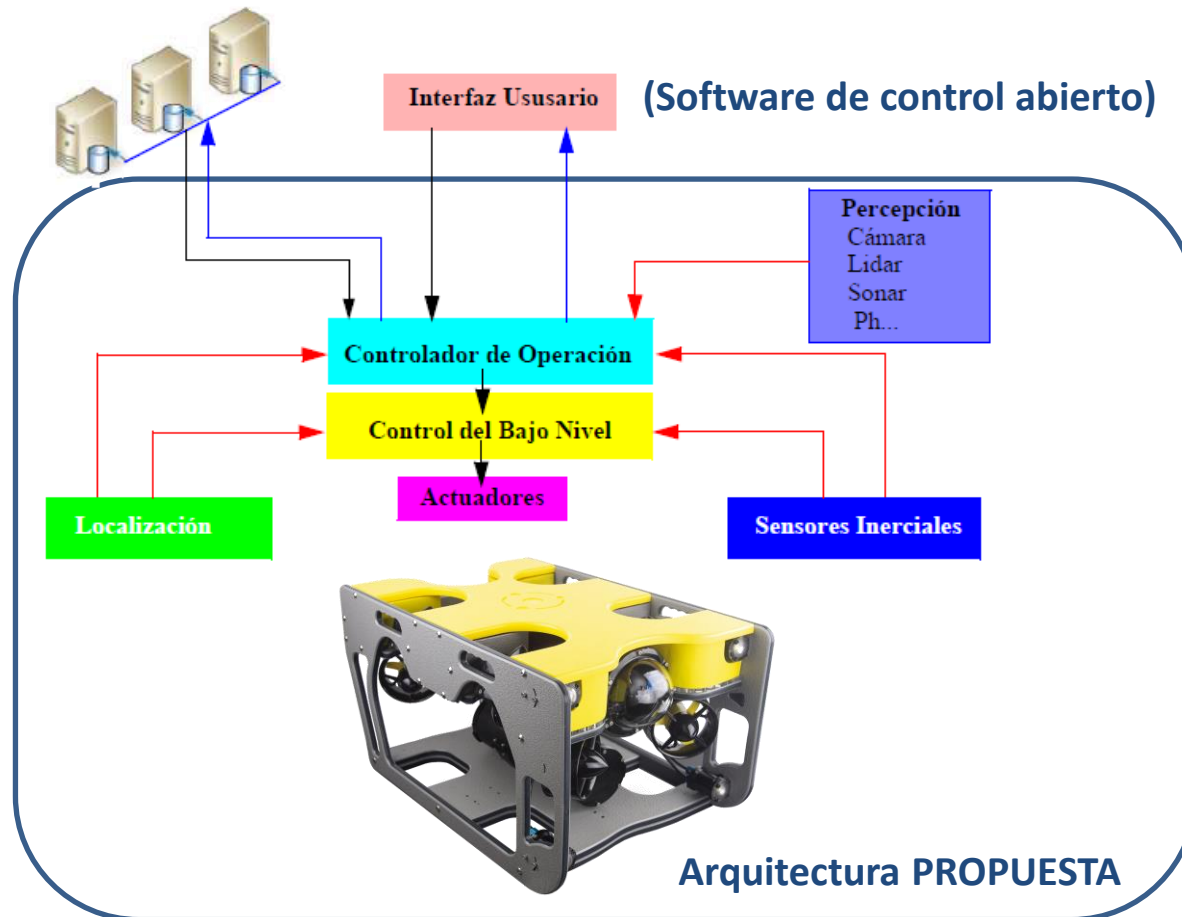 Interfaz Ususario
(Software de control abierto)
Percepción
Cámara
Lidar
Sonar
Ph...
Controlador de Operación
Control del Bajo Nivel
Actuadores
Localización
Sensores Inerciales
Arquitectura PROPUESTA